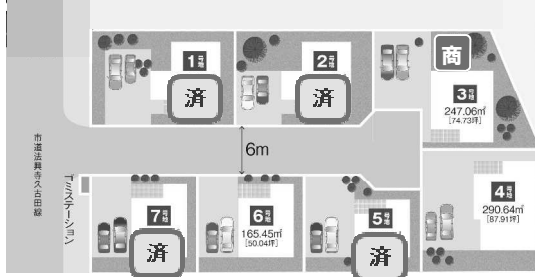 1号地
済
2号地
済
商
3号地
247.06㎡
[74.73坪]
6m
市道法興寺久古田線
ゴミステーション
7号地
済
6号地
165.45㎡
[50.04坪]
5号地
済
4号地
290.64㎡
[87.91坪]